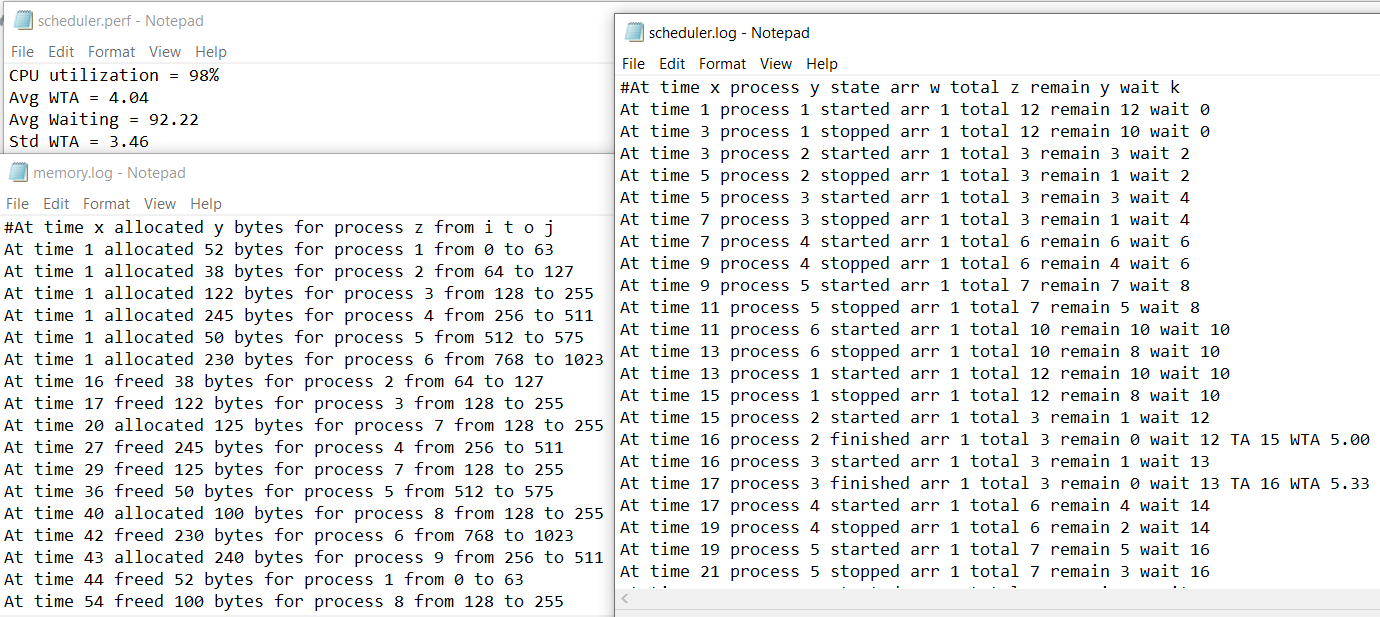 scheduler.perf - Notepad
File Edit Format View Help
CPU utilization = 98%
Avg WTA = 4.04
Avg Waiting = 92.22
Std WTA = 3.46
memory.log - Notepad
File Edit Format View Help
#At time x allocated y bytes for process z from i t o j
At time 1 allocated 52 bytes for process 1 from 0 to 63
At time 1 allocated 38 bytes for process 2 from 64 to 127
At time 1 allocated 122 bytes for process 3 from 128 to 255
At time 1 allocated 245 bytes for process 4 from 256 to 511
At time 1 allocated 50 bytes for process 5 from 512 to 575
At time 1 allocated 230 bytes for process 6 from 768 to 1023
At time 16 freed 38 bytes for process 2 from 64 to 127
At time 17 freed 122 bytes for process 3 from 128 to 255
At time 20 allocated 125 bytes for process 7 from 128 to 255
At time 27 freed 245 bytes for process 4 from 256 to 511
At time 29 freed 125 bytes for process 7 from 128 to 255
At time 36 freed 50 bytes for process 5 from 512 to 575
At time 40 allocated 100 bytes for process 8 from 128 to 255
At time 42 freed 230 bytes for process 6 from 768 to 1023
At time 43 allocated 240 bytes for process 9 from 256 to 511
At time 44 freed 52 bytes for process 1 from 0 to 63
At time 54 freed 100 bytes for process 8 from 128 to 255
scheduler.log - Notepad
File Edit Format View Help
#At time x process y state arr w total z remain y wait k
At time 1 process 1 started arr 1 total 12 remain 12 wait 0
At time 3 process 1 stopped arr 1 total 12 remain 10 wait 0
At time 3 process 2 started arr 1 total 3 remain 3 wait 2
At time 5 process 2 stopped arr 1 total 3 remain 1 wait 2
At time 5 process 3 started arr 1 total 3 remain 3 wait 4
At time 7 process 3 stopped arr 1 total 3 remain 1 wait 4
At time 7 process 4 started arr 1 total 6 remain 6 wait 6
At time 9 process 4 stopped arr 1 total 6 remain 4 wait 6
At time 9 process 5 started arr 1 total 7 remain 7 wait 8
At time 11 process 5 stopped arr 1 total 7 remain 5 wait 8
At time 11 process 6 started arr 1 total 10 remain 10 wait 10
At time 13 process 6 stopped arr 1 total 10 remain 8 wait 10
At time 13 process 1 started arr 1 total 12 remain 10 wait 10
At time 15 process 1 stopped arr 1 total 12 remain 8 wait 10
At time 15 process 2 started arr 1 total 3 remain 1 wait 12
At time 16 process 2 finished arr 1 total 3 remain 0 wait 12 TA 15 WTA 5.00
At time 16 process 3 started arr 1 total 3 remain 1 wait 13
At time 17 process 3 finished arr 1 total 3 remain 0 wait 13 TA 16 WTA 5.33
At time 17 process 4 started arr 1 total 6 remain 4 wait 14
At time 19 process 4 stopped arr 1 total 6 remain 2 wait 14
At time 19 process 5 started arr 1 total 7 remain 5 wait 16
At time 21 process 5 stopped arr 1 total 7 remain 3 wait 16